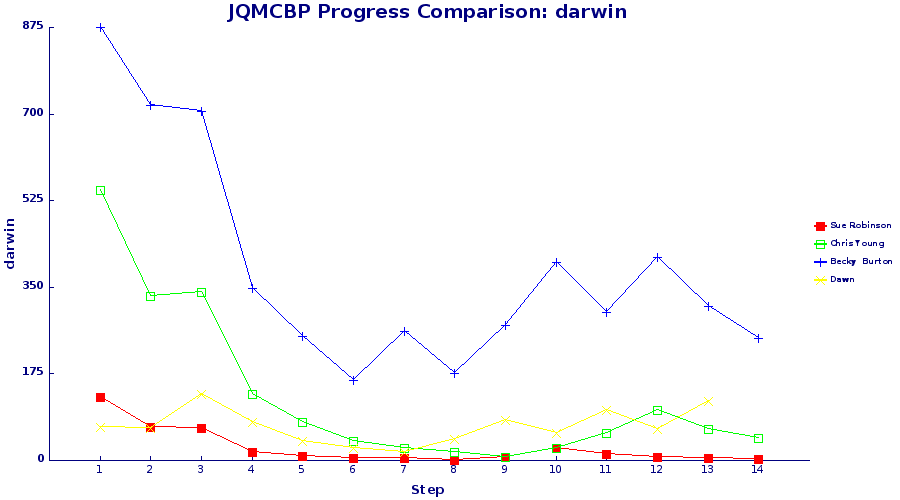 JQMCBP Progress Comparison: darwin
875
700
525
350
175
0
darwin
1 2 3 4 5 6 7 8 9 10 11 12 13 14
Step
Sue Robinson
Chris Young
Becky Burton
Dawn